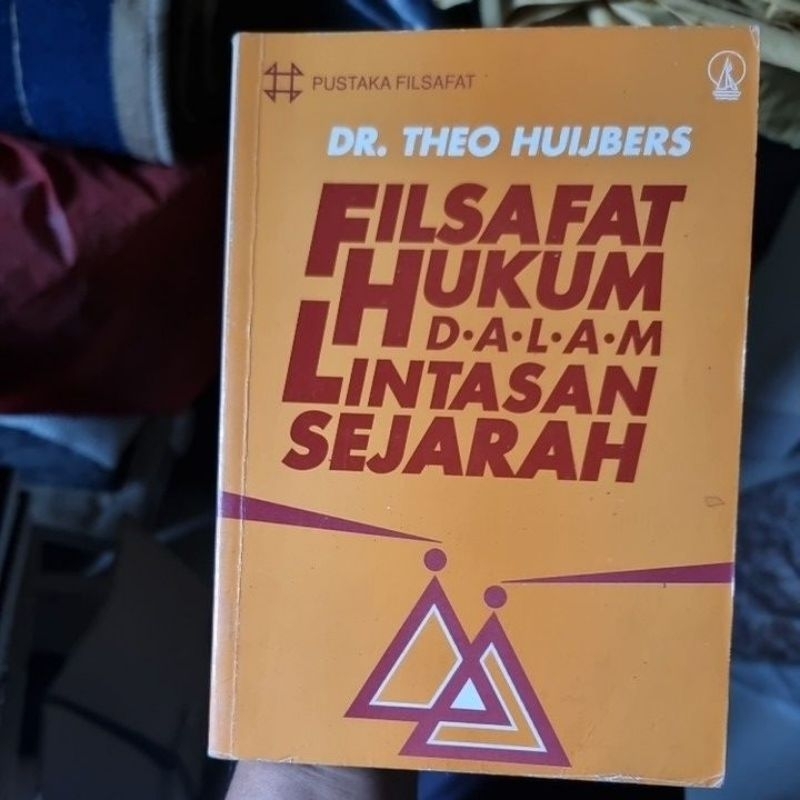 PUSTAKA FILSAFAT
DR. THEO HUIJBERS
FILSAFAT
HUKUM
D•A•L•A•M
LINTASAN
SEJARAH